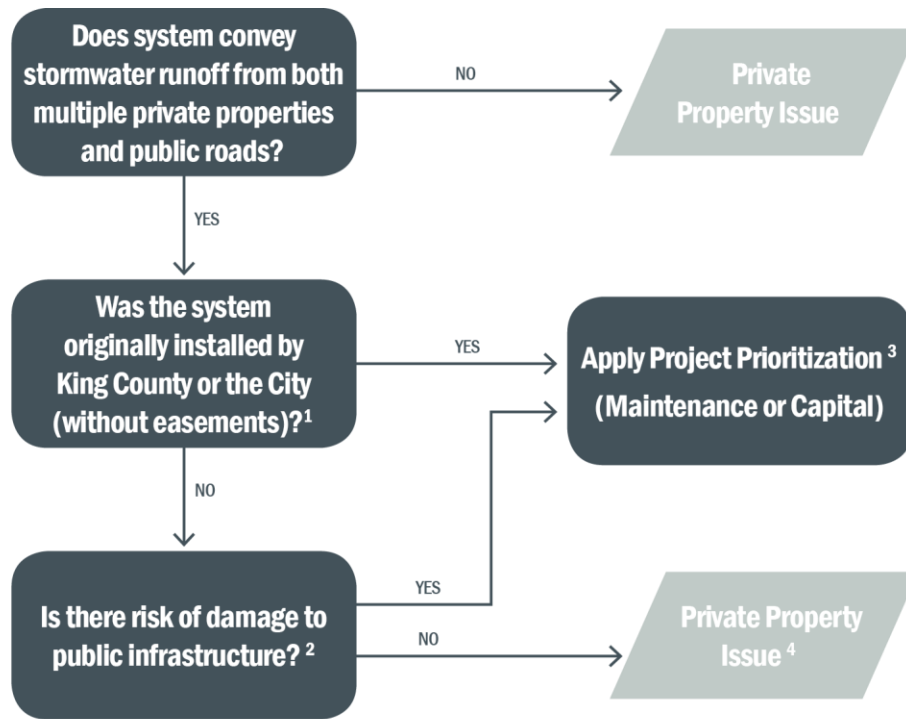 Does system convey
stormwater runoff from both
multiple private properties
and public roads?
NO
Private
Property Issue
YES
Was the system
originally installed by
King County or the City
(without easements)?1
YES
Apply Project Prioritization 3
(Maintenance or Capital)
NO
Is there risk of damage to
public infrastructure? 2
YES
NO
Private Property
Issue 4